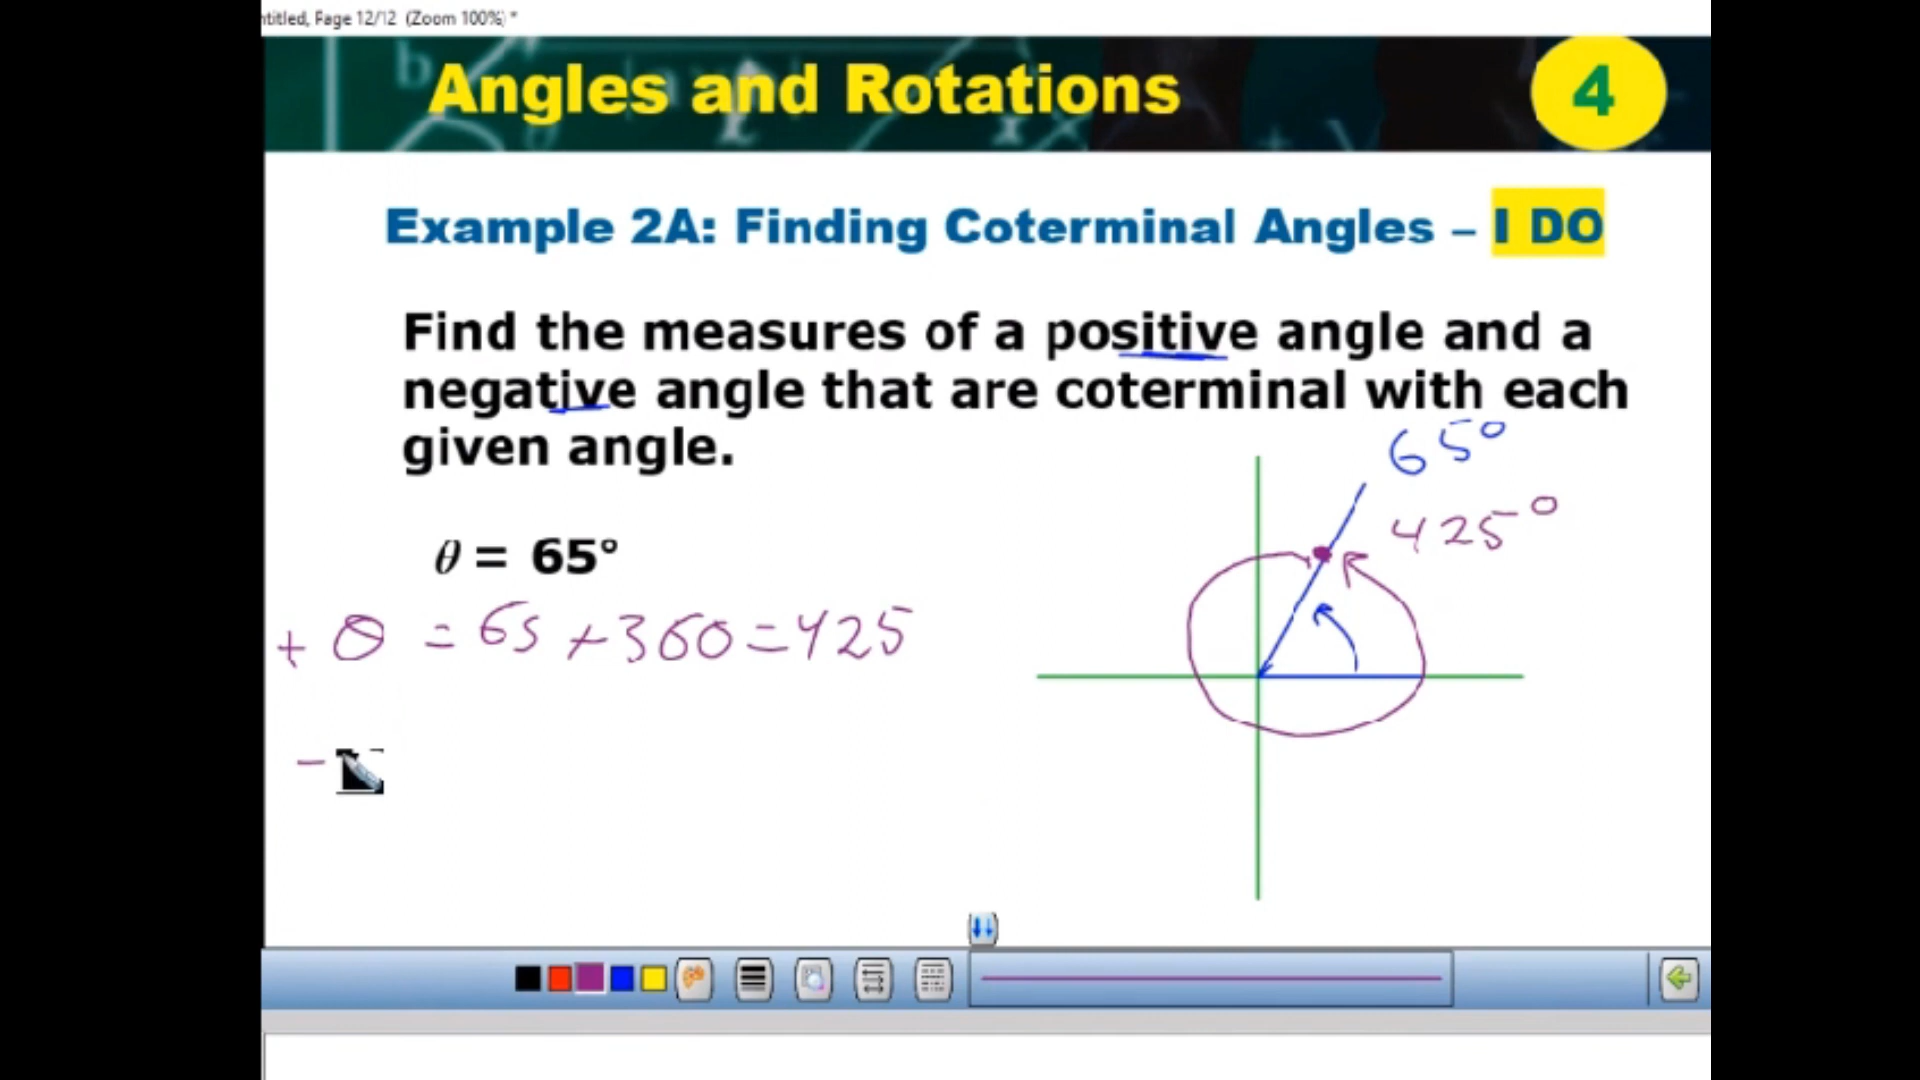 ntitled, Page 12/12 (Zoom 100%) *
Angles and Rotations
4
Example 2A: Finding Coterminal Angles – I DO
Find the measures of a positive angle and a
negative angle that are coterminal with each
given angle.
65°
425°
θ = 65°
+ θ = 65 + 360 = 425
-